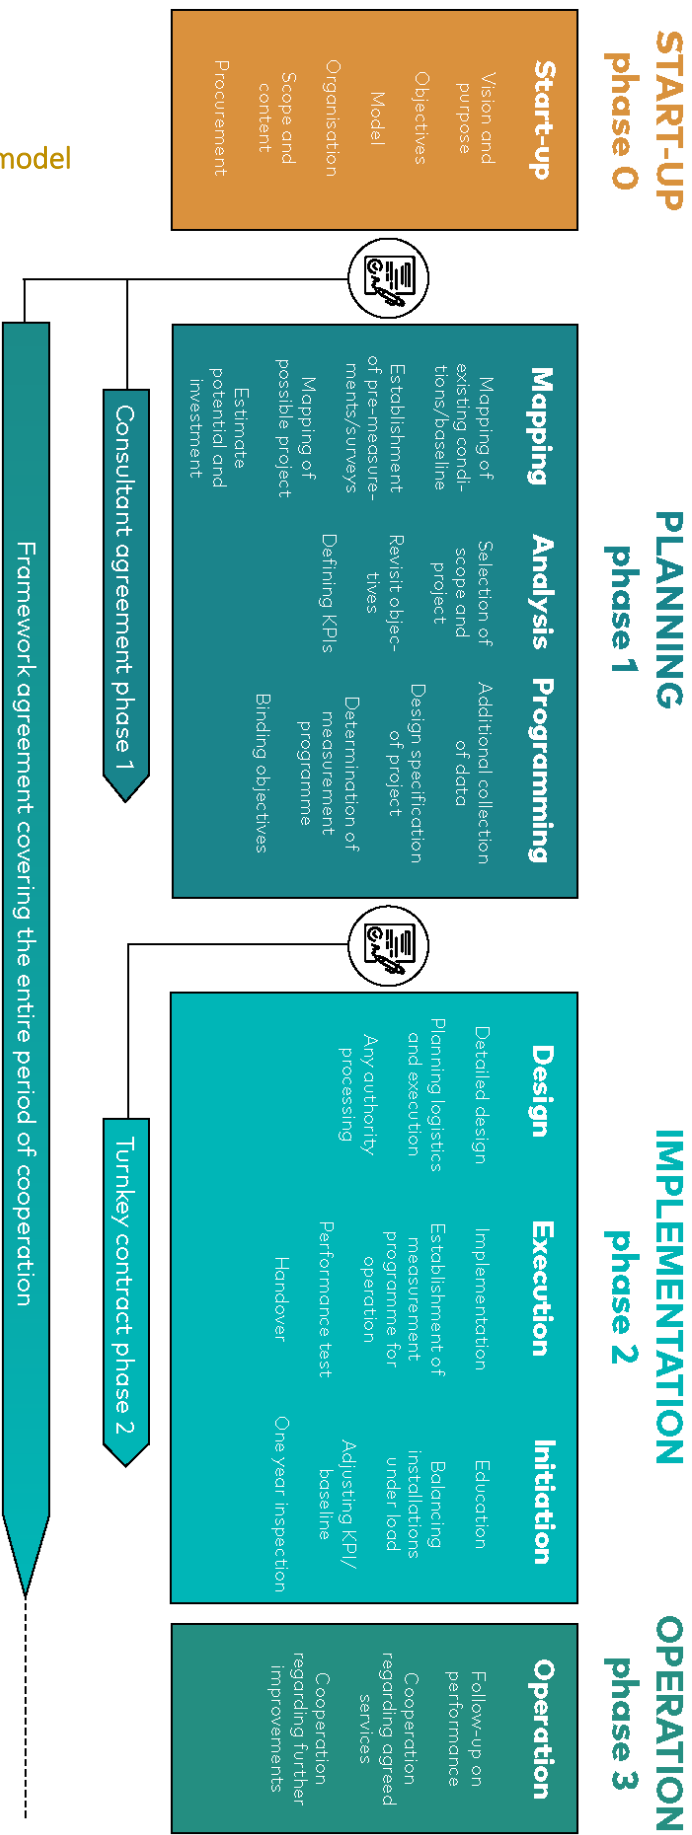 START-UP
phase 0
PLANNING
phase 1
IMPLEMENTATION
phase 2
OPERATION
phase 3
Start-up
Vision and
purpose
Objectives
Model
Organisation
Scope and
content
Procurement
Mapping
Mapping of
existing condi-
tions/baseline
Establishment
of pre-measure-
ments/surveys
Mapping of
possible project
Estimate
potential and
investment
Analysis
Selection of
scope and
project
Revisit objec-
tives
Defining KPIs
Programming
Additional collection
of data
Design specification
of project
Determination of
measurement
programme
Binding objectives
Design
Detailed design
Planning logistics
and execution
Any authority
processing
Execution
Implementation
Establishment of
measurement
programme for
operation
Performance test
Handover
Initiation
Education
Balancing
installations
under load
Adjusting KPI/
baseline
One year inspection
Operation
Follow-up on
performance
Cooperation
regarding agreed
services
Cooperation
regarding further
improvements
Consultant agreement phase 1
Turnkey contract phase 2
Framework agreement covering the entire period of cooperation
model